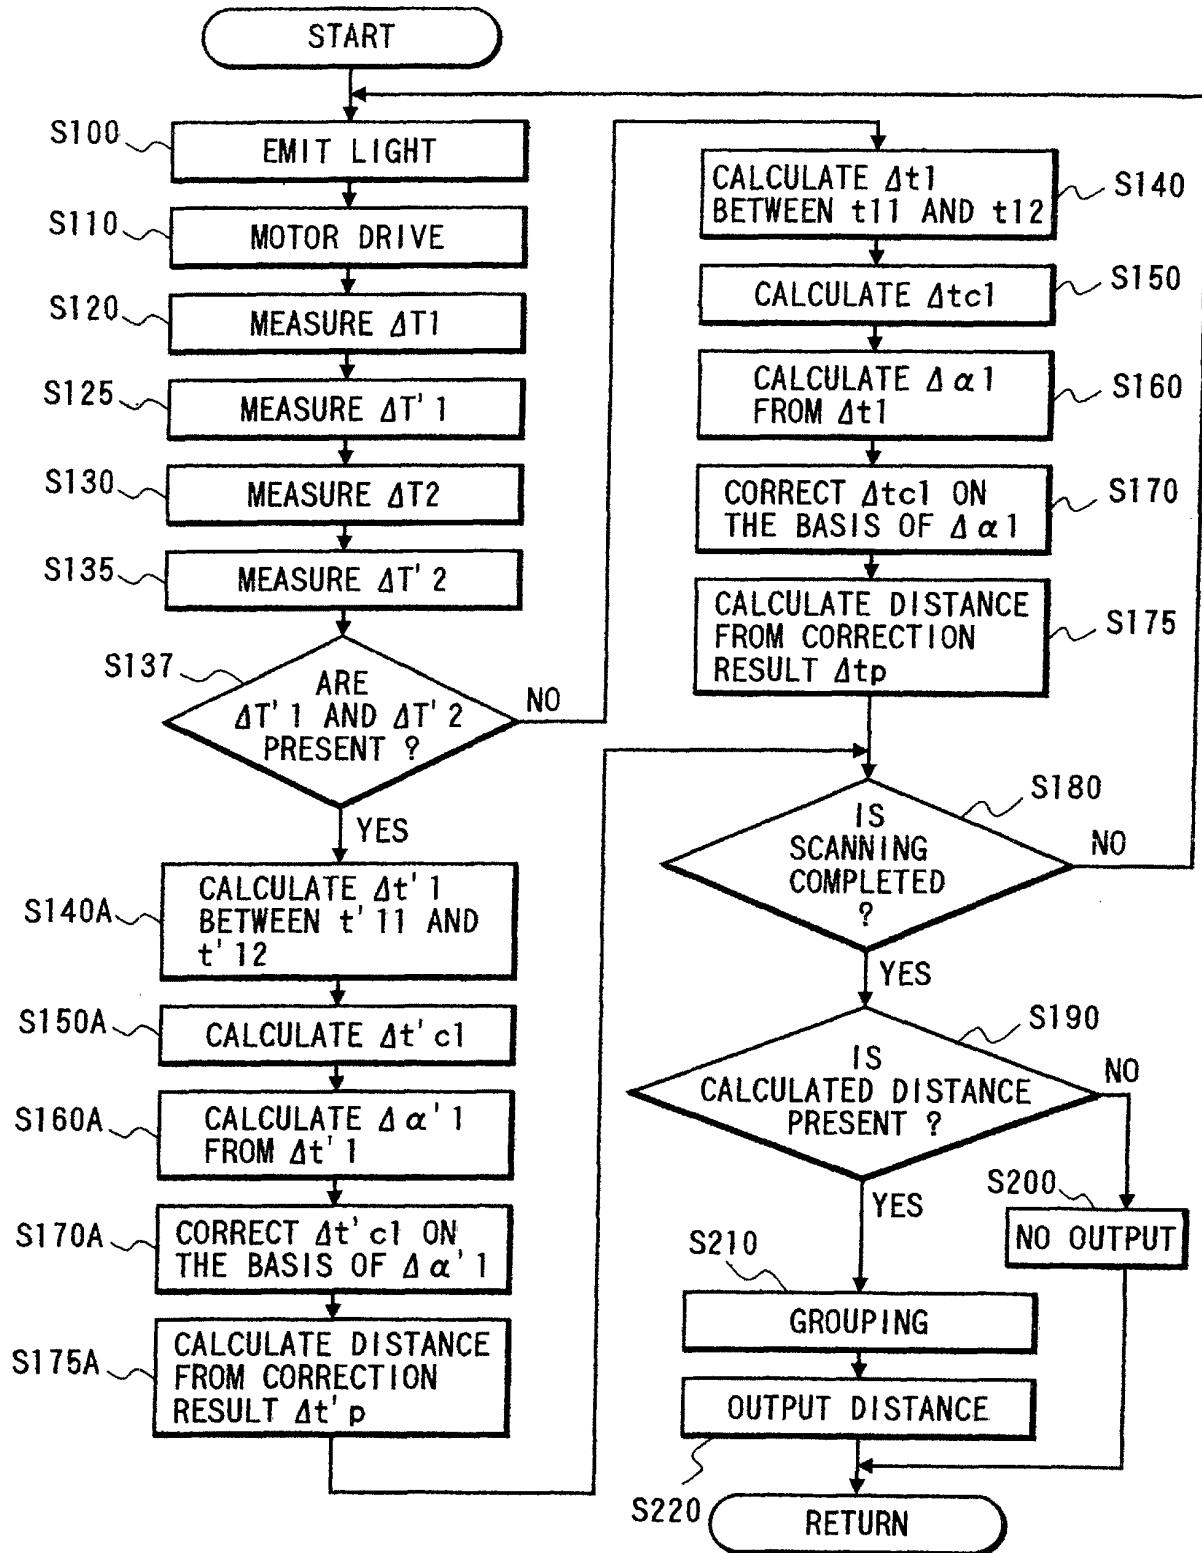 START
S100
EMIT LIGHT
S110
MOTOR DRIVE
S120
MEASURE ΔT1
S125
MEASURE ΔT'1
S130
MEASURE ΔT2
S135
MEASURE ΔT'2
S137
ARE
ΔT'1 AND ΔT'2
PRESENT ?
NO
YES
S140A
CALCULATE Δt'1
BETWEEN t'11 AND
t'12
S150A
CALCULATE Δt'c1
S160A
CALCULATE Δα'1
FROM Δt'1
S170A
CORRECT Δt'c1 ON
THE BASIS OF Δα'1
S175A
CALCULATE DISTANCE
FROM CORRECTION
RESULT Δt'p
CALCULATE Δt1
BETWEEN t11 AND t12
S140
CALCULATE Δtc1
S150
CALCULATE Δα1
FROM Δt1
S160
CORRECT Δtc1 ON
THE BASIS OF Δα1
S170
CALCULATE DISTANCE
FROM CORRECTION
RESULT Δtp
S175
S180
IS
SCANNING
COMPLETED
?
NO
YES
S190
IS
CALCULATED DISTANCE
PRESENT ?
NO
YES
S200
NO OUTPUT
S210
GROUPING
OUTPUT DISTANCE
S220
RETURN